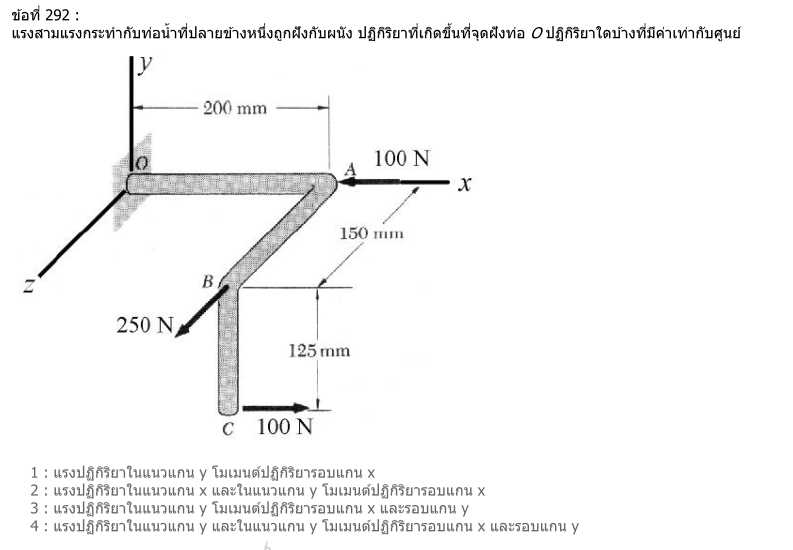 ข้อที่ 292 :
แรงสามแรงกระทำกับท่อน้ำที่ปลายข้างหนึ่งถูกฝังกับผนัง ปฏิกิริยาที่เกิดขึ้นที่จุดฝังท่อ O ปฏิกิริยาใดบ้างที่มีค่าเท่ากับศูนย์
y
200 mm
O
A
100 N
x
150 mm
z
B
250 N
125 mm
C
100 N
1 : แรงปฏิกิริยาในแนวแกน y โมเมนต์ปฏิกิริยารอบแกน x
2 : แรงปฏิกิริยาในแนวแกน x และในแนวแกน y โมเมนต์ปฏิกิริยารอบแกน x
3 : แรงปฏิกิริยาในแนวแกน y โมเมนต์ปฏิกิริยารอบแกน x และรอบแกน y
4 : แรงปฏิกิริยาในแนวแกน y และในแนวแกน y โมเมนต์ปฏิกิริยารอบแกน x และรอบแกน y